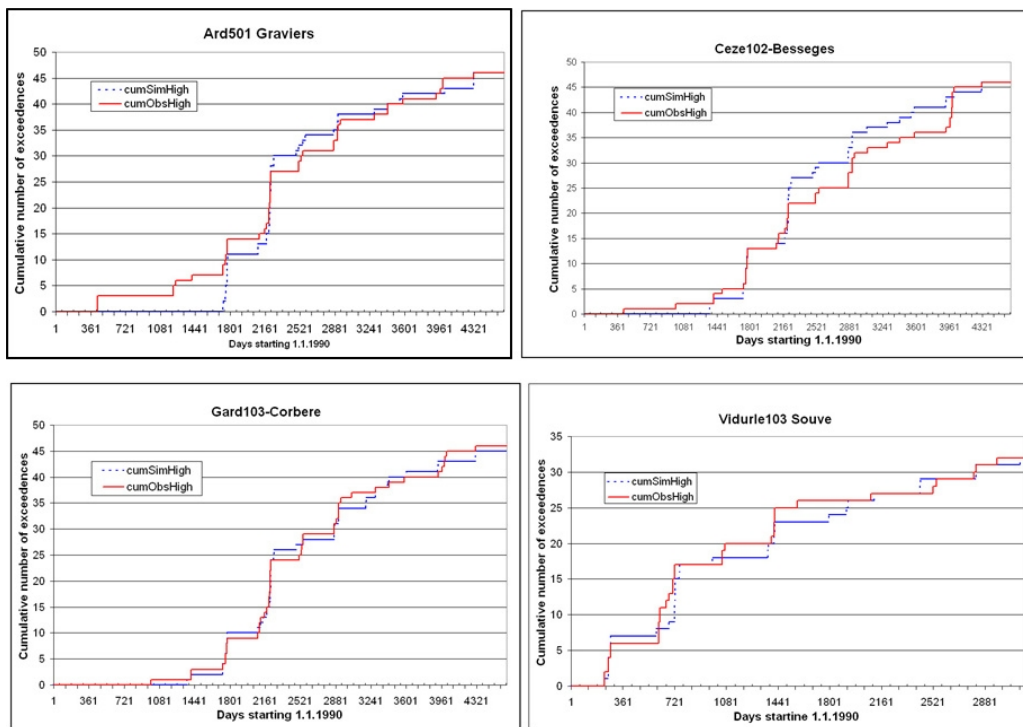 Ard501 Graviers
Cumulative number of exceedences
50
45
40
35
30
25
20
15
10
5
0
cumSimHigh
cumObsHigh
1 361 721 1081 1441 1801 2161 2521 2881 3241 3601 3961 4321
Days starting 1.1.1990
Ceze102-Besseges
Cumulative number of exceedences
50
45
40
35
30
25
20
15
10
5
0
cumSimHigh
cumObsHigh
1 361 721 1081 1441 1801 2161 2521 2881 3241 3601 3961 4321
Days starting 1.1.1990
Gard103-Corbere
Cumulative number of exceedences
50
45
40
35
30
25
20
15
10
5
0
cumSimHigh
cumObsHigh
1 361 721 1081 1441 1801 2161 2521 2881 3241 3601 3961 4321
Days starting 1.1.1990
Vidurle103 Souve
Cumulative number of exceedences
35
30
25
20
15
10
5
0
cumSimHigh
cumObsHigh
1 361 721 1081 1441 1801 2161 2521 2881
Days startine 1.1.1990